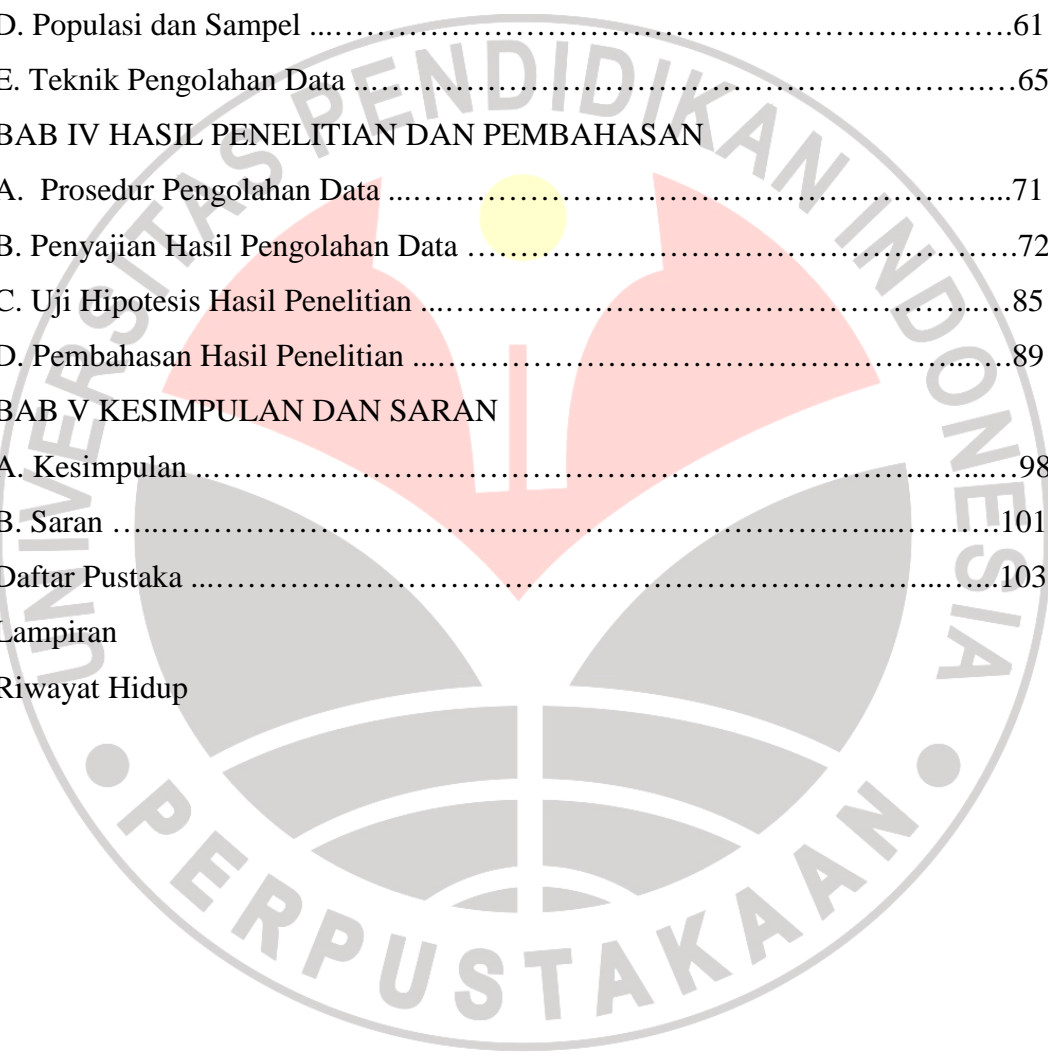 D. Populasi dan Sampel ...……………………………………………………………….61
E. Teknik Pengolahan Data ..………………………………………………………….…65
BAB IV HASIL PENELITIAN DAN PEMBAHASAN
A.  Prosedur Pengolahan Data ...…………………………………………………...71
B. Penyajian Hasil Pengolahan Data ……………………………………………….72
C. Uji Hipotesis Hasil Penelitian ...……………………………………………...…85
D. Pembahasan Hasil Penelitian ...……………………………………………...….89
BAB V KESIMPULAN DAN SARAN
A. Kesimpulan ..…………………………………………………………………...……98
B. Saran …..…………………………………………………………………..………101
Daftar Pustaka ...………………………………………………………………..…...103
Lampiran
Riwayat Hidup
UNIVERSITAS PENDIDIKAN INDONESIA
PERPUSTAKAAN